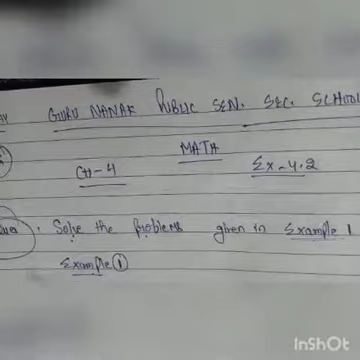 GURU NANAK PUBLIC SEN. SEC. SCHOOL
MATH
CH-4 Ex-4.2
Solve the problems given in Example 1
Example ①
InShOt